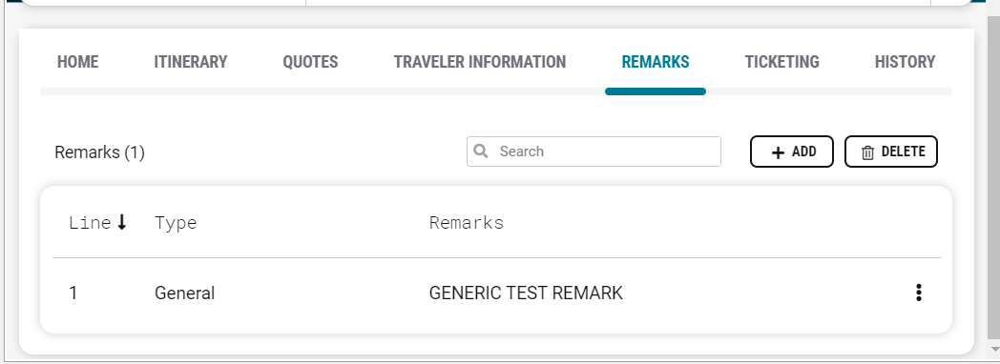 HOME ITINERARY QUOTES TRAVELER INFORMATION REMARKS TICKETING HISTORY
Remarks (1) Search ADD DELETE
Line Type Remarks
1 General GENERIC TEST REMARK